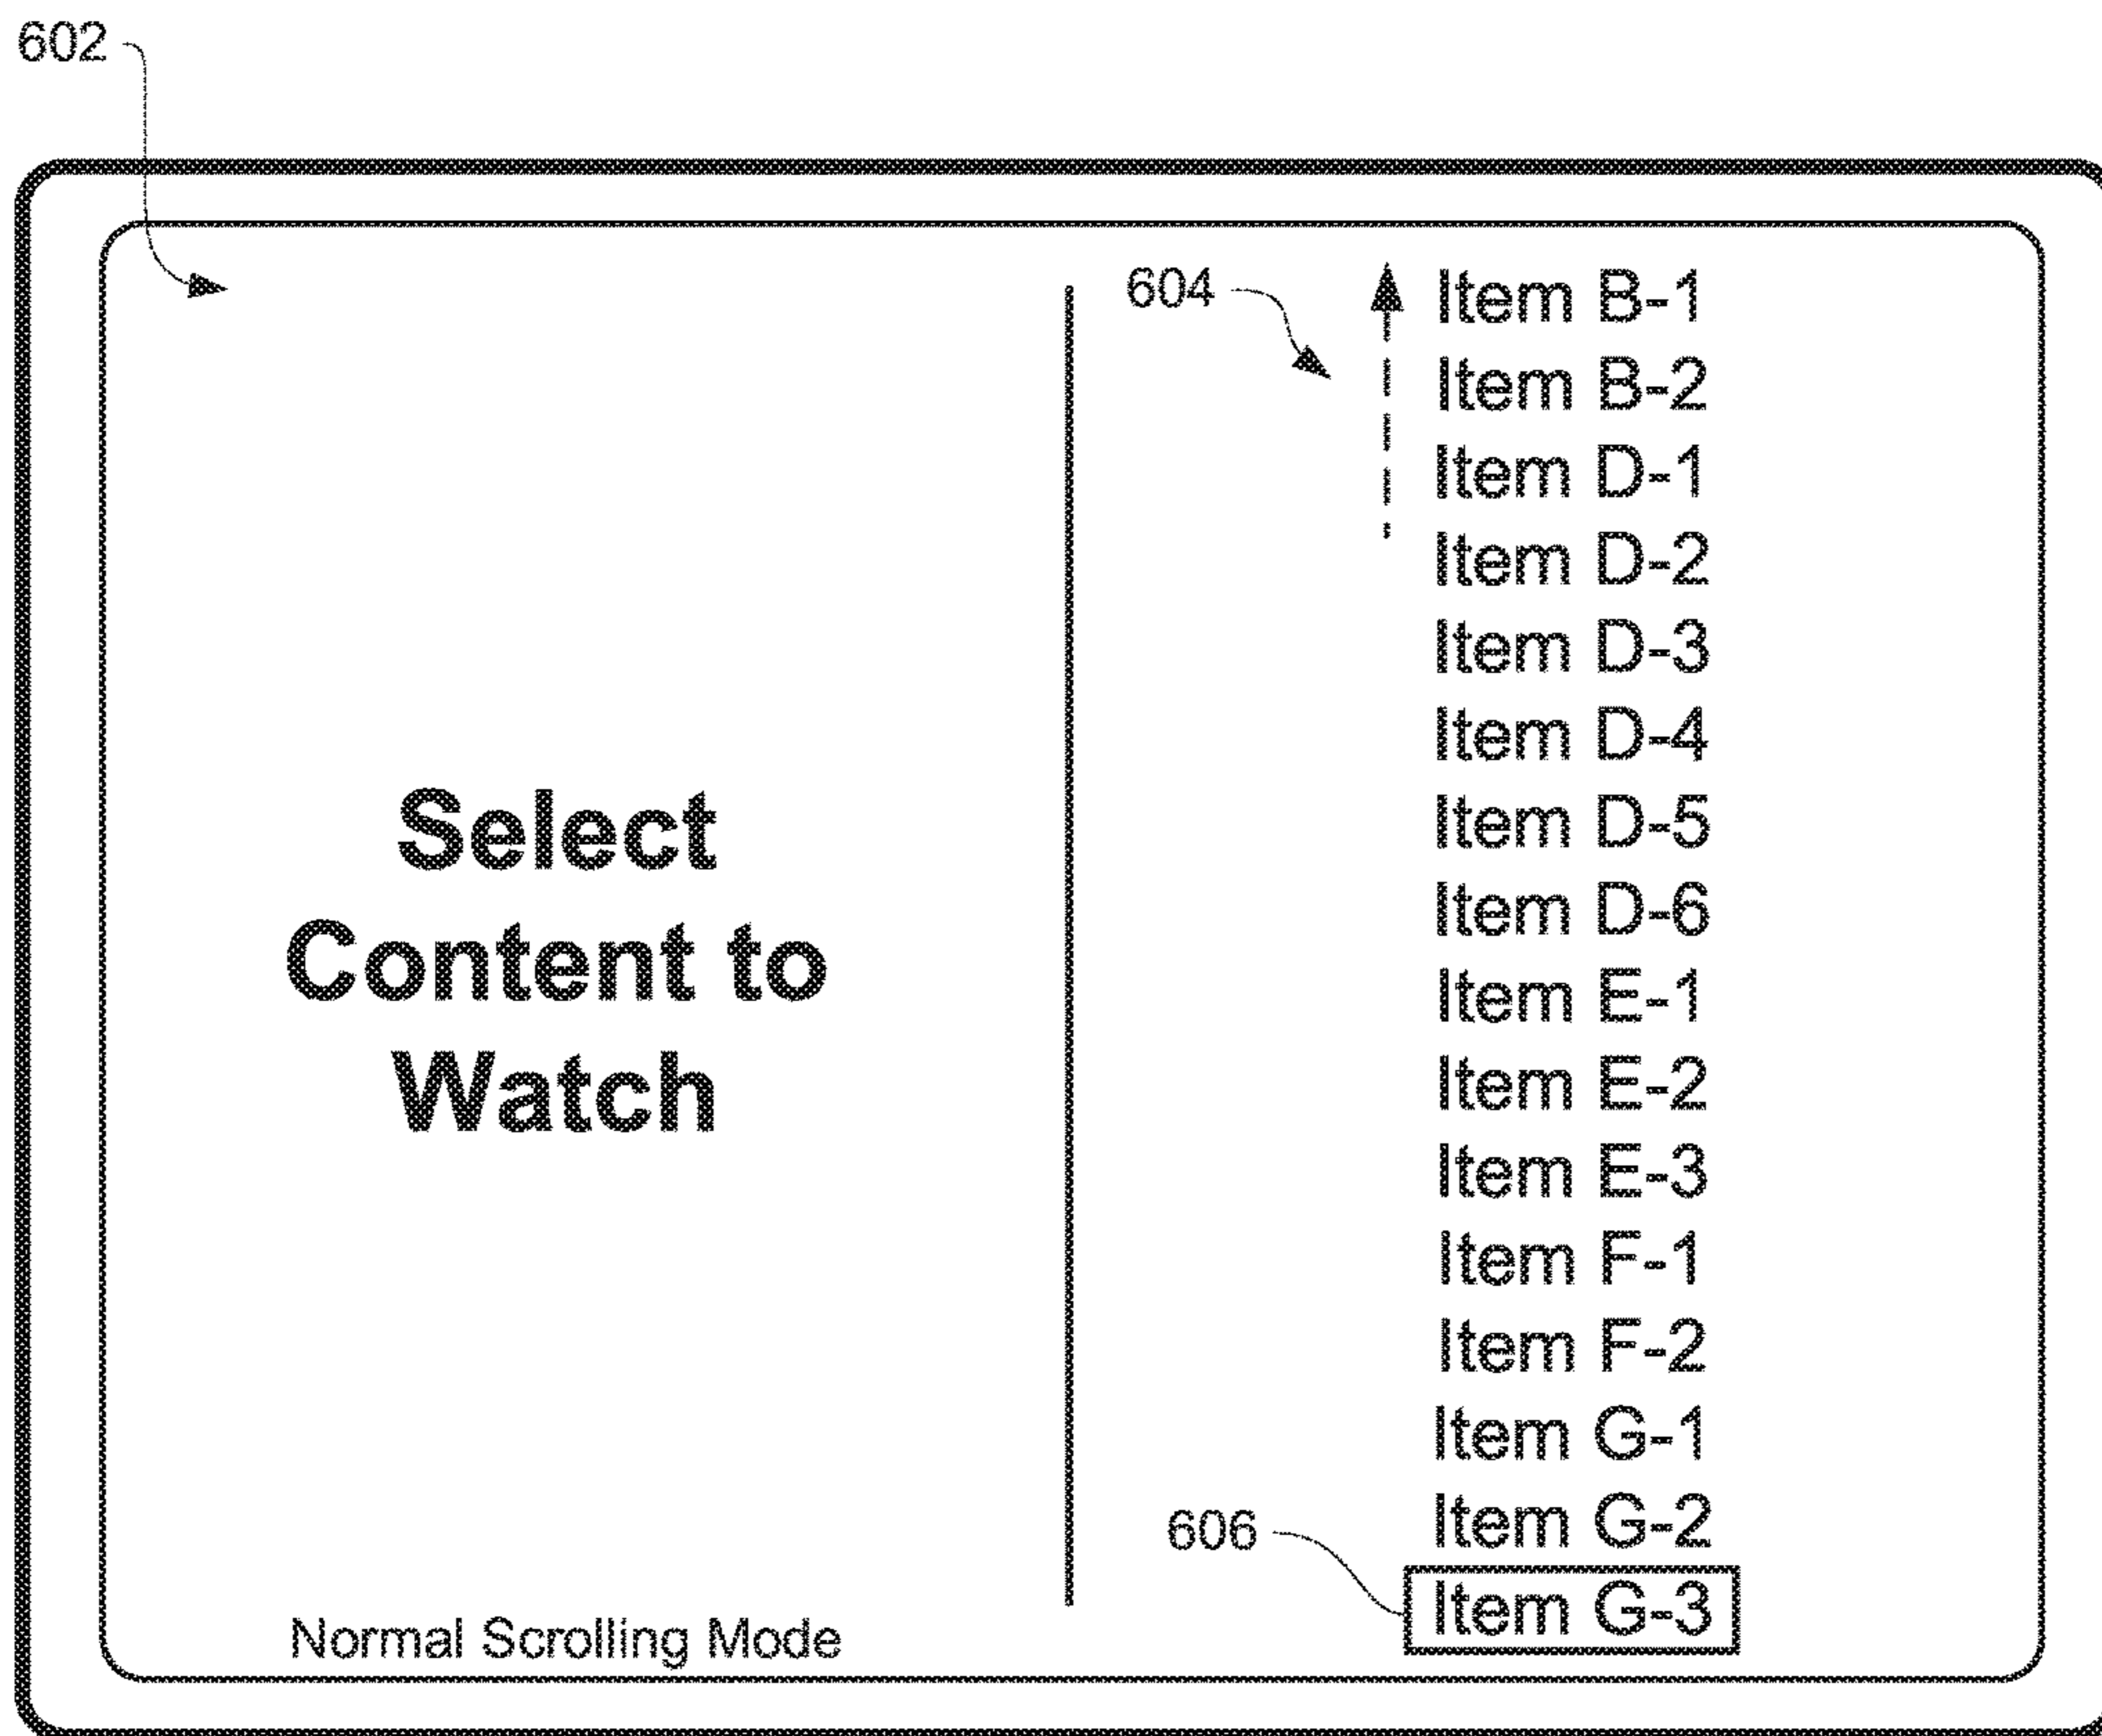 602
604
Item B-1
Item B-2
Item D-1
Item D-2
Item D-3
Item D-4
Item D-5
Item D-6
Item E-1
Item E-2
Item E-3
Item F-1
Item F-2
Item G-1
Item G-2
606
Item G-3
Select
Content to
Watch
Normal Scrolling Mode